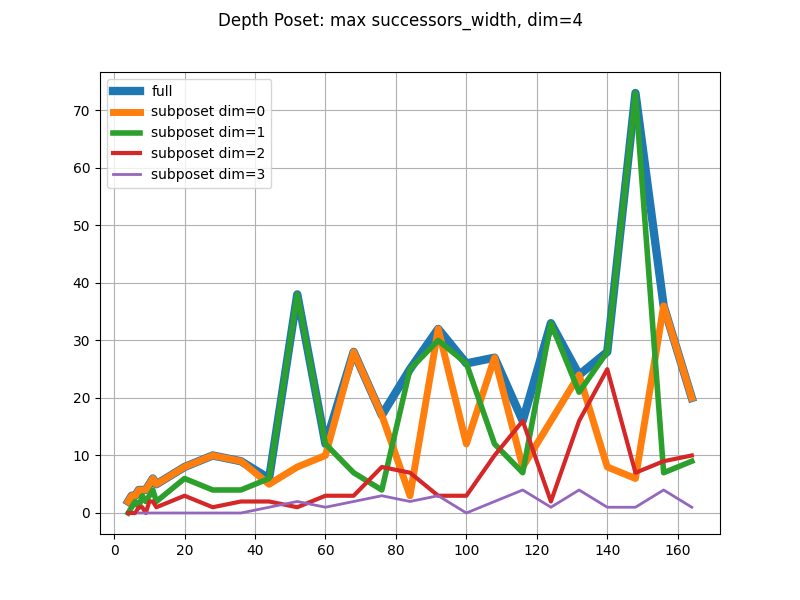 Depth Poset: max successors_width, dim=4
full
subposet dim=0
subposet dim=1
subposet dim=2
subposet dim=3
70
60
50
40
30
20
10
0
0 20 40 60 80 100 120 140 160